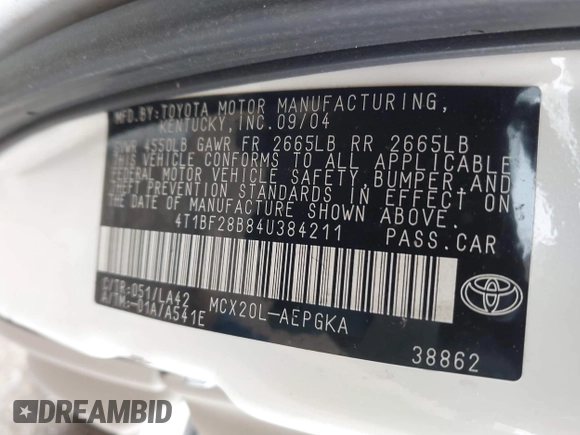 MFD.BY:TOYOTA MOTOR MANUFACTURING,
KENTUCKY, INC. 09/04
GVWR 4550LB GAWR FR 2665LB RR 2665LB
THIS VEHICLE CONFORMS TO ALL APPLICABLE
FEDERAL MOTOR VEHICLE SAFETY, BUMPER, AND
THEFT PREVENTION STANDARDS IN EFFECT ON
THE DATE OF MANUFACTURE SHOWN ABOVE.
4T1BF28B84U384211 PASS.CAR
C/TR:051/LA42 MCX20L-AEPGKA
A/TM:-01A/A541E
38862
DREAMBID